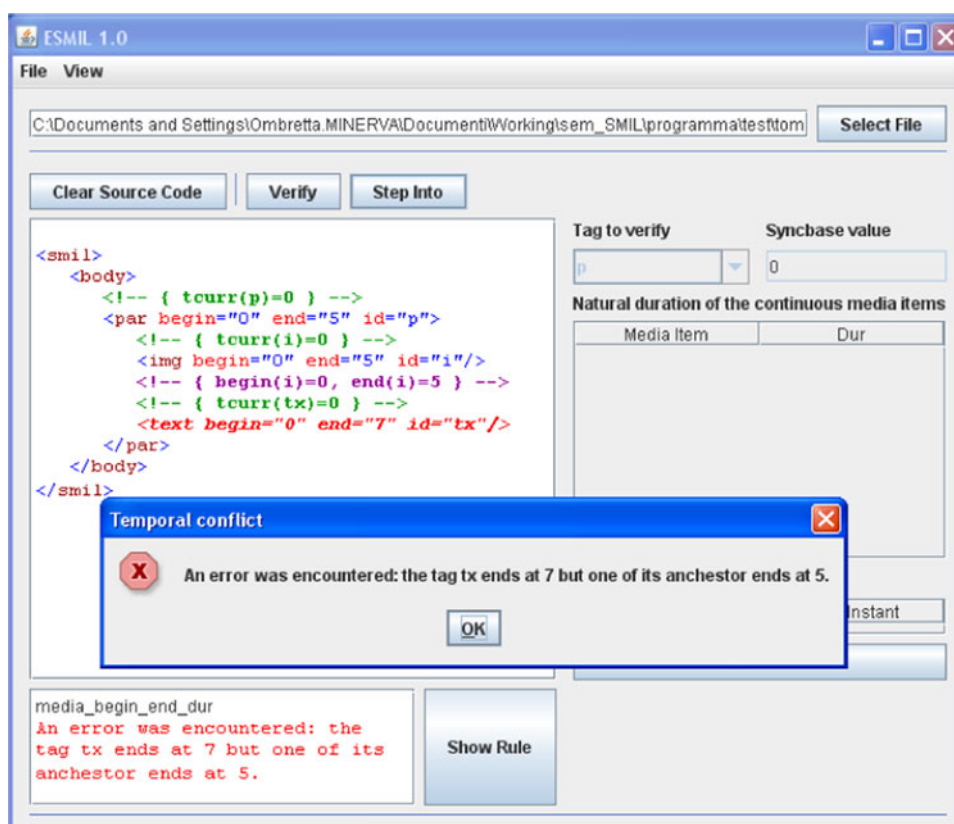 ESMIL 1.0
File View
C:\Documents and Settings\Ombretta.MINERVA\Documenti\Working\sem_SMIL\programma\test\tom
Select File
Clear Source Code
Verify
Step Into
<smil>
<body>
<!-- { tcurr(p)=0 } -->
<par begin="0" end="5" id="p">
<!-- { tcurr(i)=0 } -->
<img begin="0" end="5" id="i"/>
<!-- { begin(i)=0, end(i)=5 } -->
<!-- { tcurr(tx)=0 } -->
<text begin="0" end="7" id="tx"/>
</par>
</body>
</smil>
Tag to verify
Syncbase value
p
0
Natural duration of the continuous media items
Media Item
Dur
Temporal conflict
An error was encountered: the tag tx ends at 7 but one of its anchestor ends at 5.
OK
Instant
media_begin_end_dur
An error was encountered: the
tag tx ends at 7 but one of its
anchestor ends at 5.
Show Rule